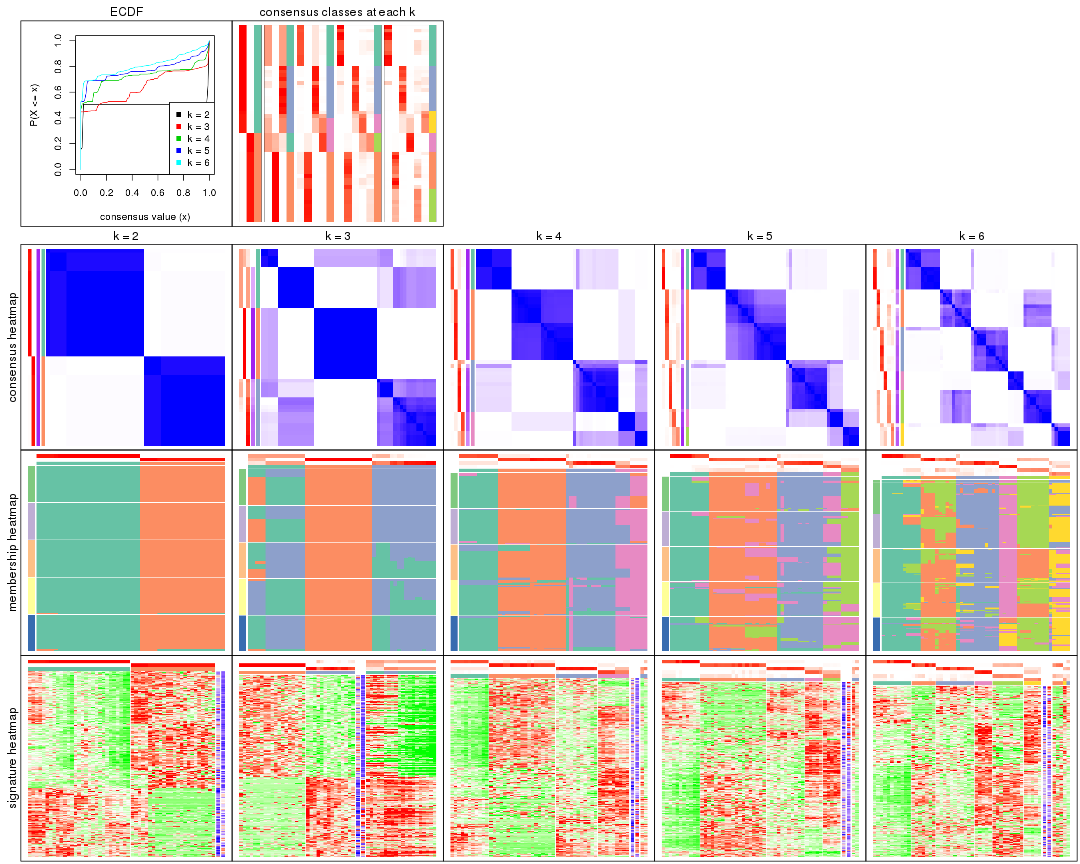 ECDF
consensus classes at each k
P(X <= x)
0.0 0.2 0.4 0.6 0.8 1.0
k = 2
k = 3
k = 4
k = 5
k = 6
0.0 0.2 0.4 0.6 0.8 1.0
consensus value (x)
k = 2
k = 3
k = 4
k = 5
k = 6
consensus heatmap
membership heatmap
signature heatmap